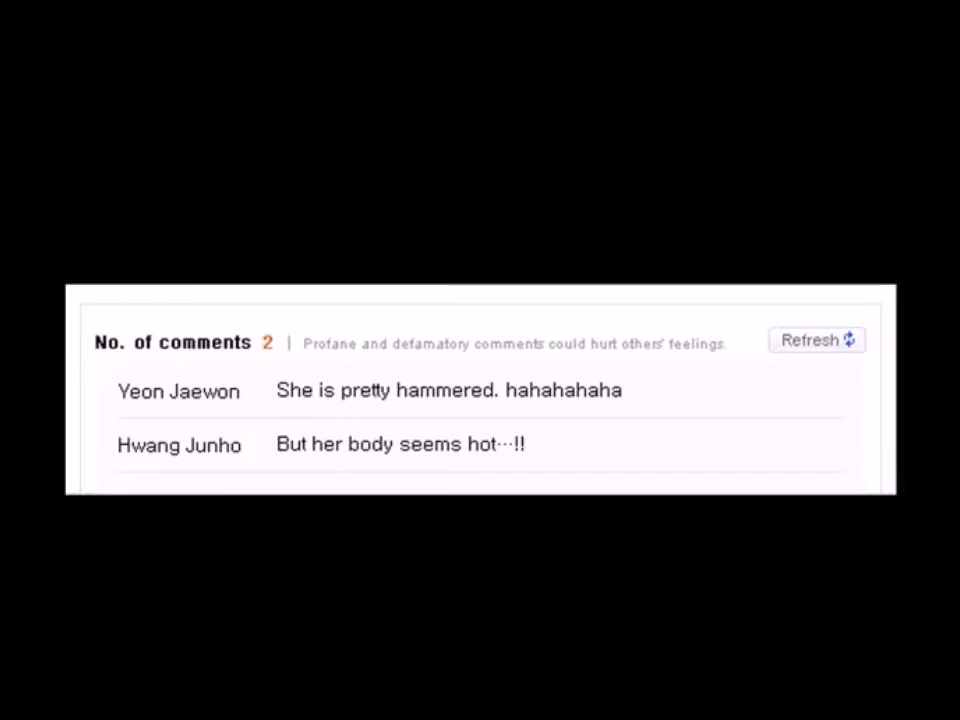 No. of comments 2 | Profane and defamatory comments could hurt others' feelings. Refresh
Yeon Jaewon She is pretty hammered. hahahahaha
Hwang Junho But her body seems hot…!!